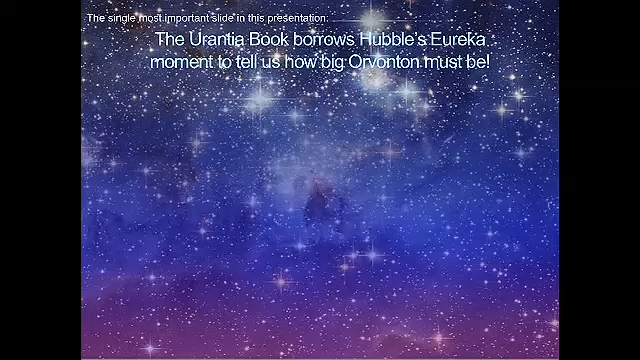 The single most important slide in this presentation:
The Urantia Book borrows Hubble's Eureka
moment to tell us how big Orvonton must be!